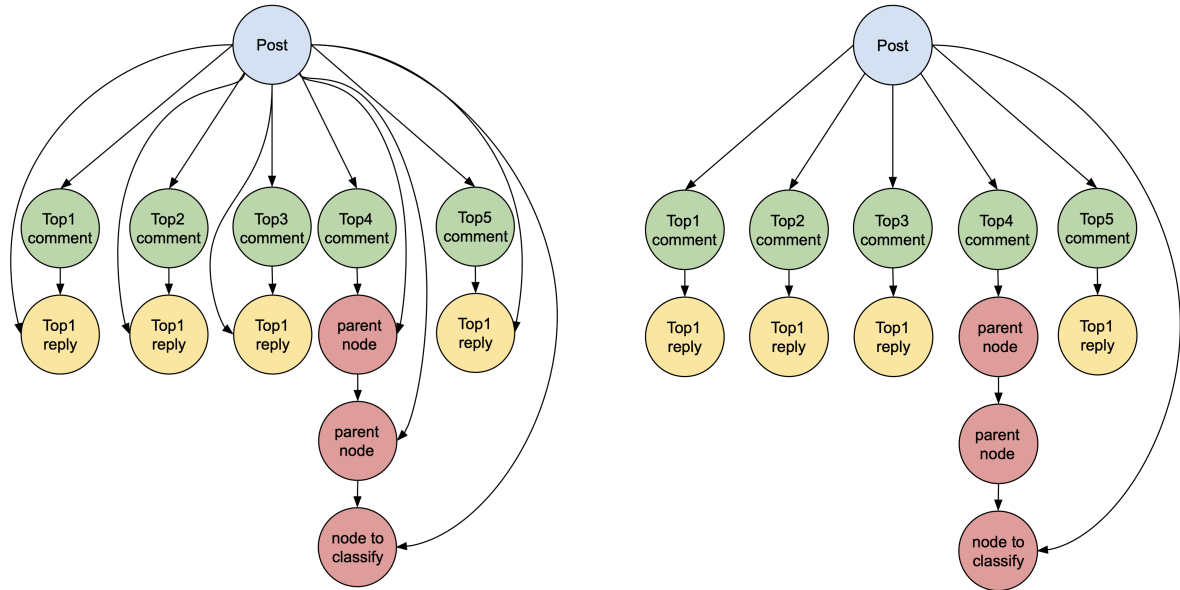 Post
Top1
comment
Top2
comment
Top3
comment
Top4
comment
Top5
comment
Top1
reply
Top1
reply
Top1
reply
parent
node
Top1
reply
parent
node
node to
classify
Post
Top1
comment
Top2
comment
Top3
comment
Top4
comment
Top5
comment
Top1
reply
Top1
reply
Top1
reply
parent
node
Top1
reply
parent
node
node to
classify